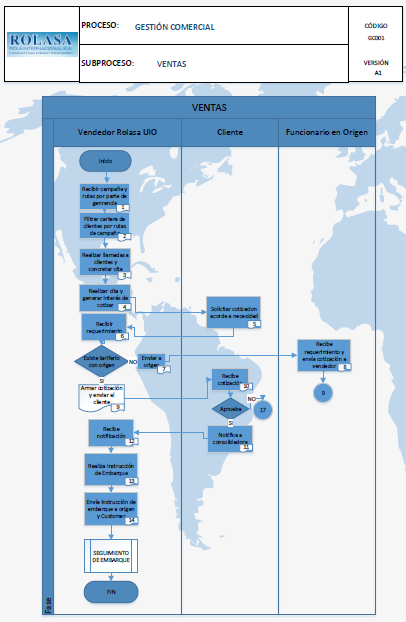 ROLASA
ROLA INTERNACIONAL S.A.
PROCESO: GESTIÓN COMERCIAL
SUBPROCESO: VENTAS
CÓDIGO
GC001
VERSIÓN
A1
VENTAS
Vendedor Rolasa UIO
Cliente
Funcionario en Origen
Inicio
Recibir campaña y
rutas por parte de
genrencia
1
Filtrar cartera de
clientes por rutas
de campaña
2
Realizar llamadas a
clientes y
concretar cita
3
Realizar cita y
generar interés de
cotizar
4
Solicitar cotizacion
acorde a necesidad
5
Recibir
requerimiento
6
Existe tarifario
con origen
NO
Enviar a
origen
7
Recibe
requerimiento y
envía cotización a
vendedor
8
9
SI
Armar cotización
y enviar al
cliente
9
Recibe
cotización
10
Aprueba
NO
17
SI
Notifica a
consolidadora
11
Recibe
notificación
12
Realiza Instrucción
de Embarque
13
Envía Instrucción de
embarque a origen
y Customer
14
SEGUIMIENTO
DE EMBARQUE
FIN
Fase